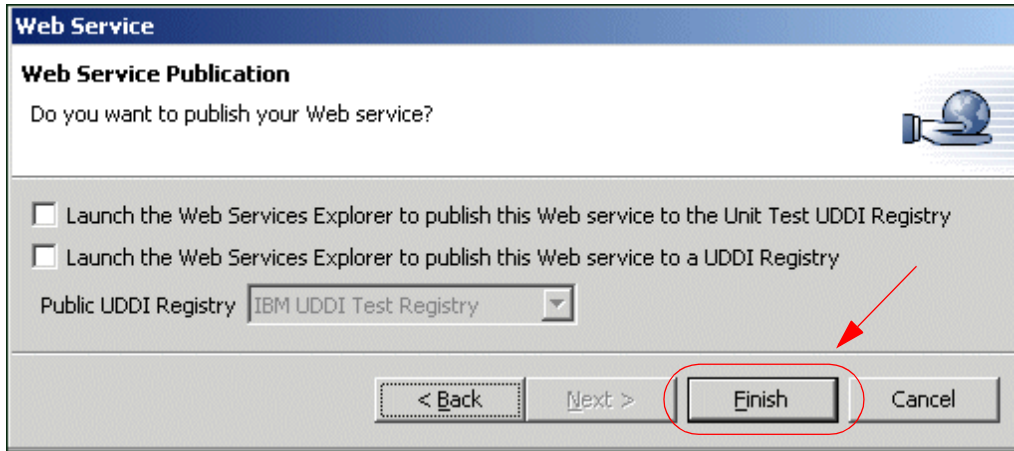 Web Service
Web Service Publication
Do you want to publish your Web service?
Launch the Web Services Explorer to publish this Web service to the Unit Test UDDI Registry
Launch the Web Services Explorer to publish this Web service to a UDDI Registry
Public UDDI Registry IBM UDDI Test Registry
< Back Next > Finish Cancel